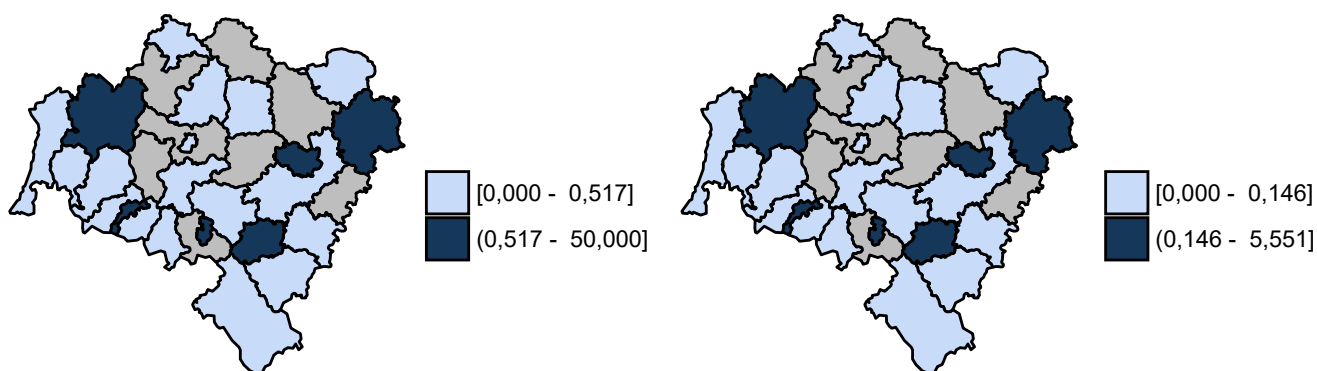 [0,000 - 0,517]
(0,517 - 50,000]
[0,000 - 0,146]
(0,146 - 5,551]